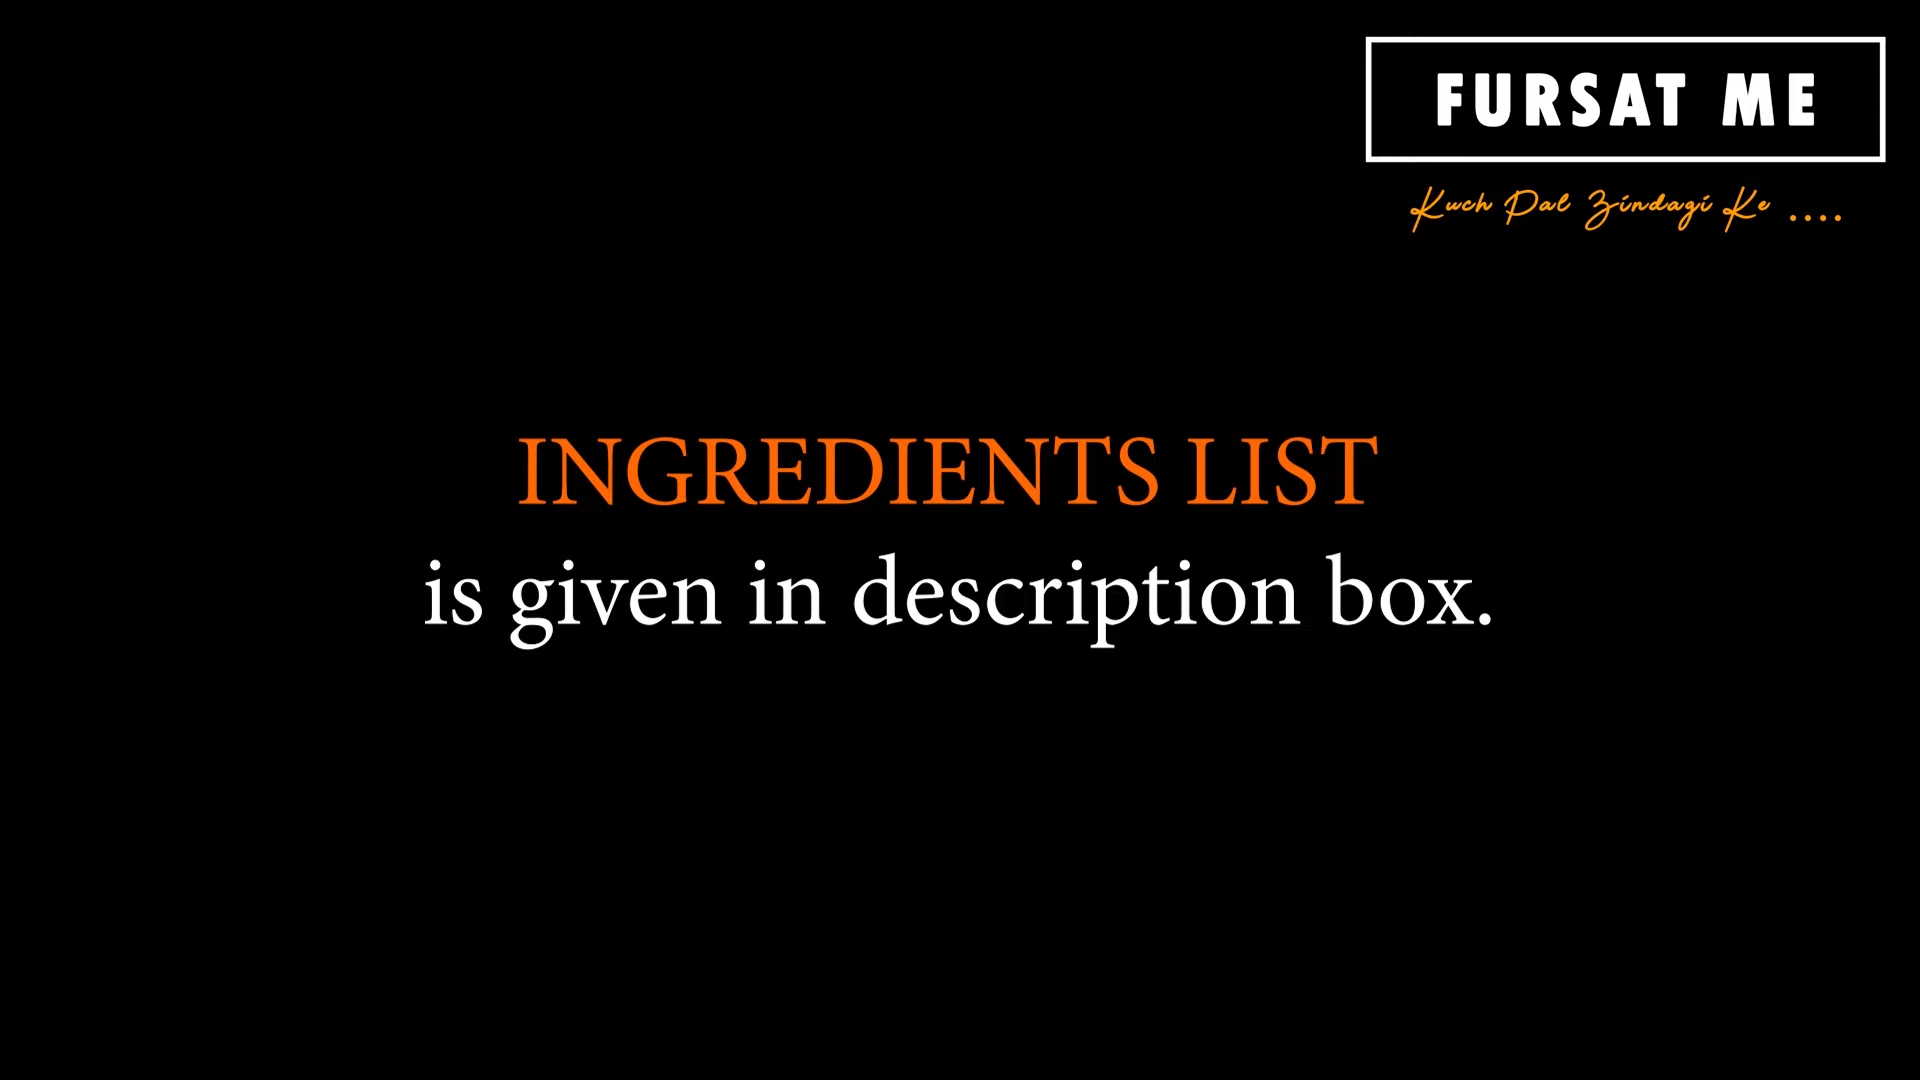 FURSAT ME
Kuch Pal Zindagi Ke ....
INGREDIENTS LIST
is given in description box.